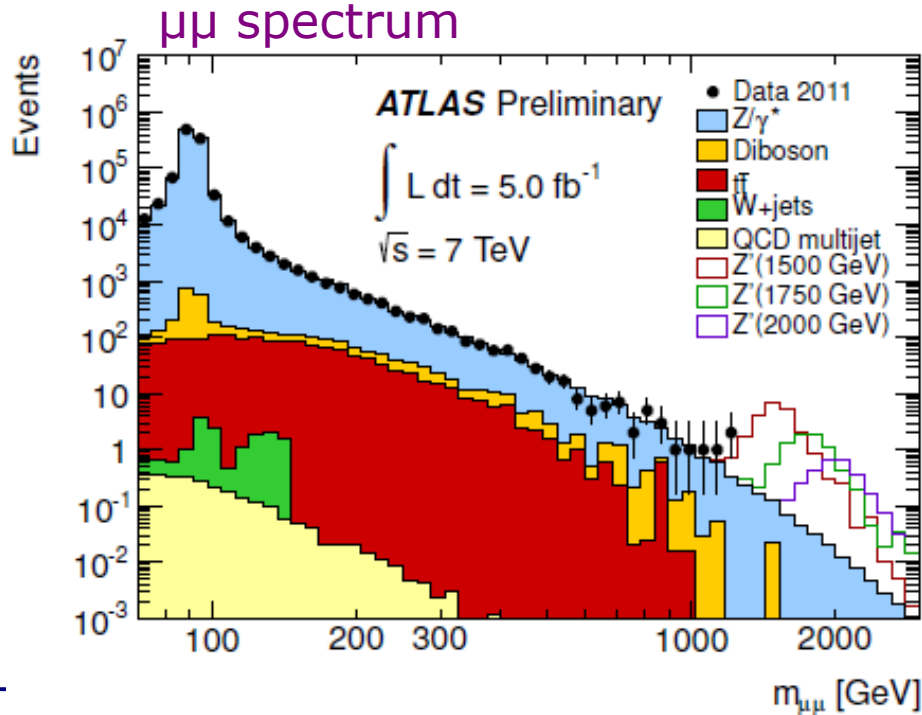 μμ spectrum
Events
10^7
10^6
10^5
10^4
10^3
10^2
10
1
10^-1
10^-2
10^-3
ATLAS Preliminary
∫ L dt = 5.0 fb^-1
√s = 7 TeV
Data 2011
Z/γ*
Diboson
tt̄
W+jets
QCD multijet
Z'(1500 GeV)
Z'(1750 GeV)
Z'(2000 GeV)
100 200 300 1000 2000
m_μμ [GeV]